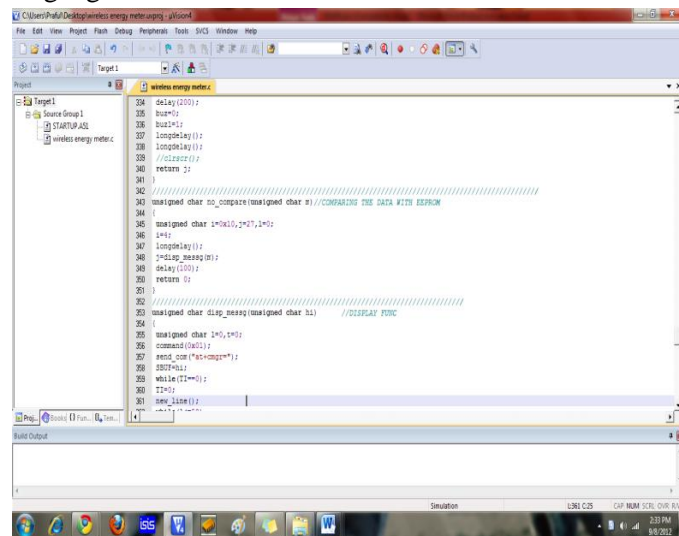 C:\Users\Praful\Desktop\wireless energy meter.uvproj - µVision4
File Edit View Project Flash Debug Peripherals Tools SVCS Window Help
Target 1
Project
wireless energy meter.c
Target 1
Source Group 1
STARTUP.A51
wireless energy meter.c
334 delay(200);
335 buz=0;
336 buz1=1;
337 longdelay();
338 longdelay();
339 //clrscr();
340 return j;
341 }
342 ////////////////////////////////////////////////////////////////////////////////////////////////
343 unsigned char no_compare(unsigned char m)//COMPARING THE DATA WITH EEPROM
344 {
345 unsigned char i=0x10,j=27,l=0;
346 i=4;
347 longdelay();
348 j=disp_messg(m);
349 delay(100);
350 return 0;
351 }
352 //////////////////////////////////////////////////////////////////////////////
353 unsigned char disp_messg(unsigned char hi) //DISPLAY FUNC
354 {
355 unsigned char l=0,t=0;
356 command(0x01);
357 send_com("at+cmgr=");
358 SBUF=hi;
359 while(TI==0);
360 TI=0;
361 new_line();
Proj... Books {} Fun... 0 Tem...
Build Output
Simulation L:361 C:25 CAP NUM SCRL OVR R/
isis W
2:33 PM
9/8/2012